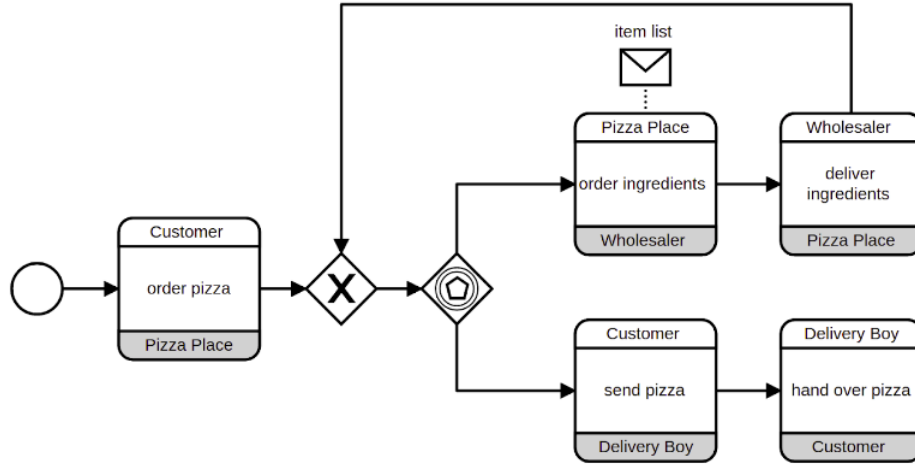 item list
Pizza Place
order ingredients
Wholesaler
Wholesaler
deliver
ingredients
Pizza Place
Customer
order pizza
Pizza Place
X
Customer
send pizza
Delivery Boy
Delivery Boy
hand over pizza
Customer